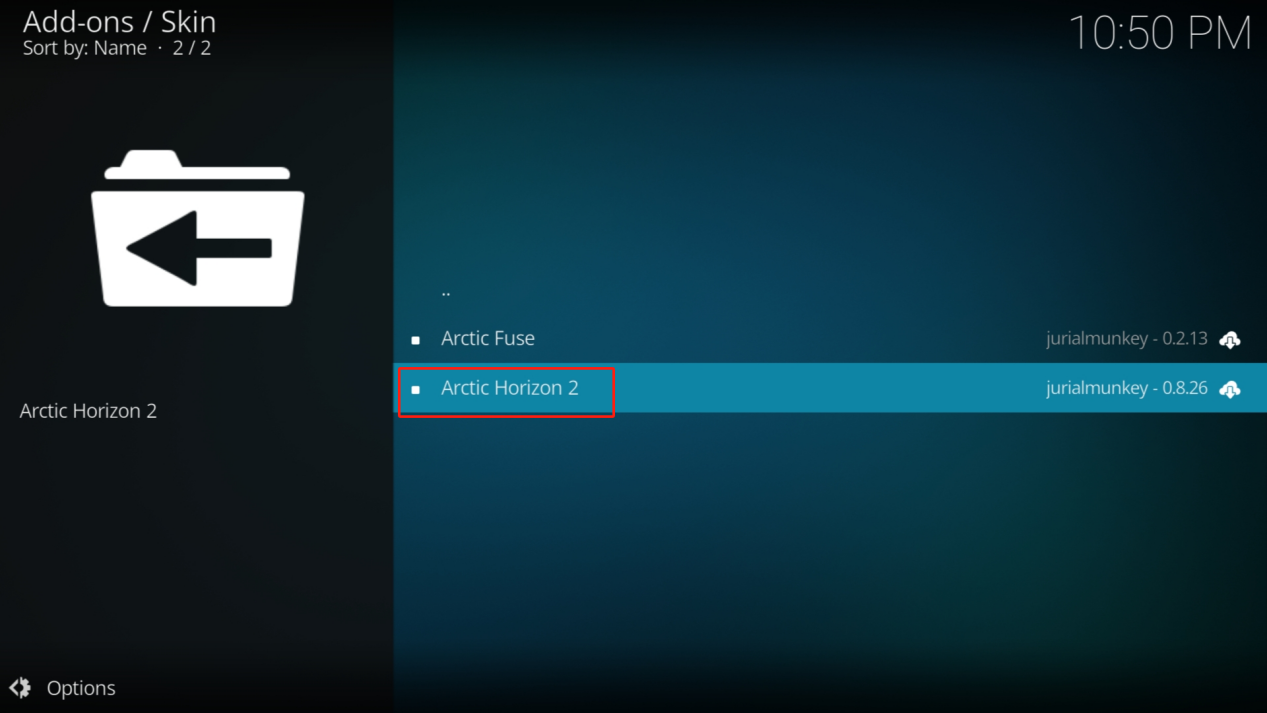 Add-ons / Skin
Sort by: Name · 2 / 2
10:50 PM
..
Arctic Fuse
jurialmunkey - 0.2.13
Arctic Horizon 2
jurialmunkey - 0.8.26
Arctic Horizon 2
Options